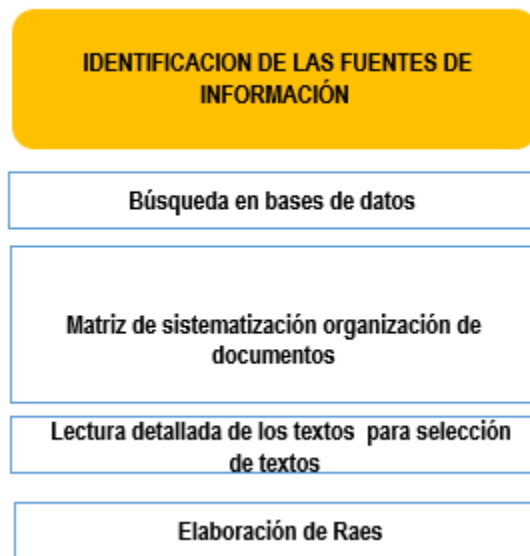 IDENTIFICACION DE LAS FUENTES DE
INFORMACIÓN
Búsqueda en bases de datos
Matriz de sistematización organización de
documentos
Lectura detallada de los textos para selección
de textos
Elaboración de Raes